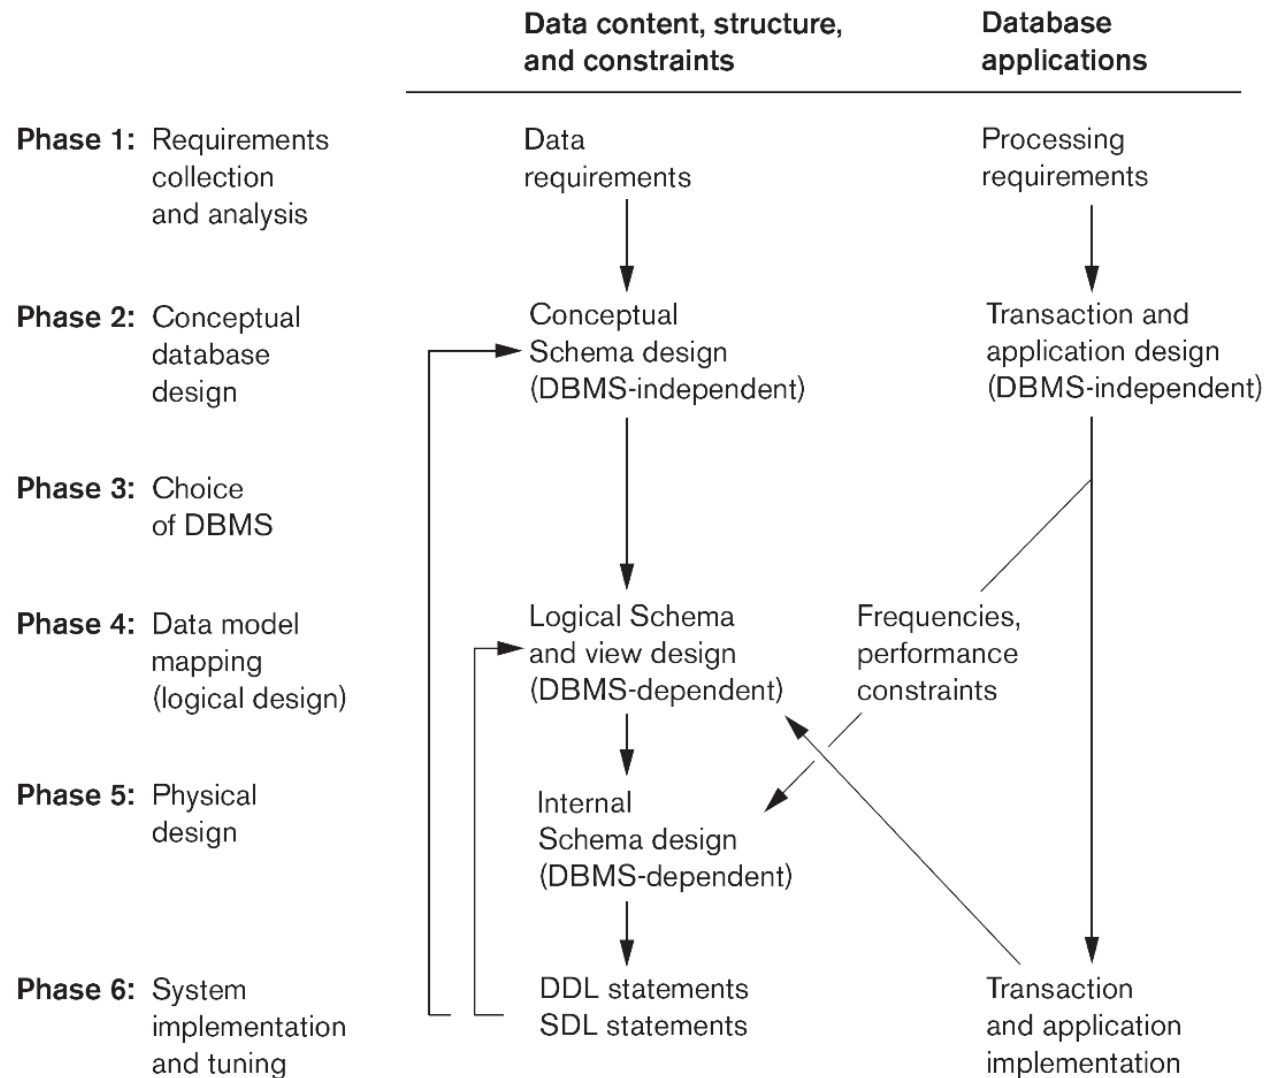 Data content, structure,
and constraints
Database
applications
Phase 1: Requirements
collection
and analysis
Data
requirements
Processing
requirements
Phase 2: Conceptual
database
design
Conceptual
Schema design
(DBMS-independent)
Transaction and
application design
(DBMS-independent)
Phase 3: Choice
of DBMS
Phase 4: Data model
mapping
(logical design)
Logical Schema
and view design
(DBMS-dependent)
Frequencies,
performance
constraints
Phase 5: Physical
design
Internal
Schema design
(DBMS-dependent)
Phase 6: System
implementation
and tuning
DDL statements
SDL statements
Transaction
and application
implementation